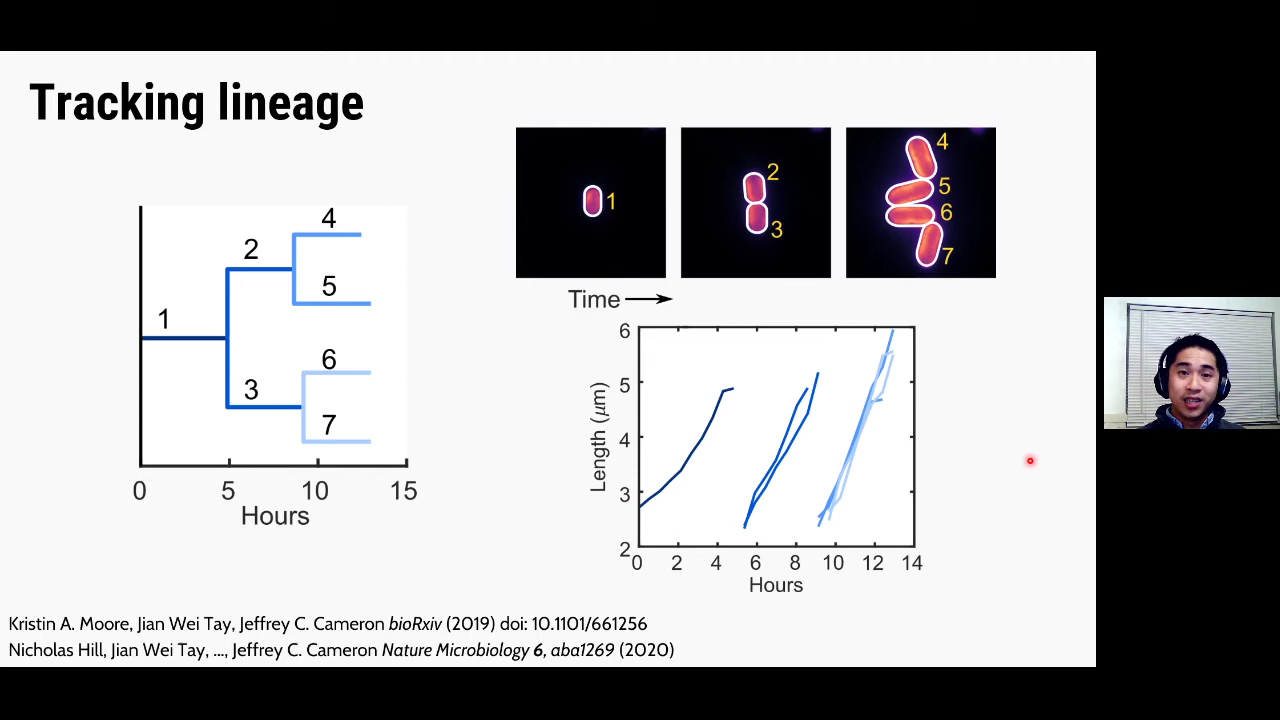 Tracking lineage
1
2
3
4
5
6
7
0 5 10 15
Hours
1
2
3
4
5
6
7
Time
6
5
4
3
2
Length (μm)
0 2 4 6 8 10 12 14
Hours
Kristin A. Moore, Jian Wei Tay, Jeffrey C. Cameron bioRxiv (2019) doi: 10.1101/661256
Nicholas Hill, Jian Wei Tay, ..., Jeffrey C. Cameron Nature Microbiology 6, aba1269 (2020)